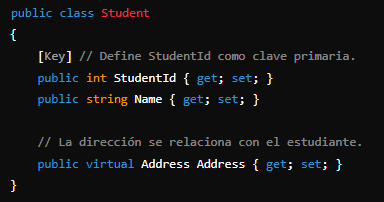 public class Student
{
[Key] // Define StudentId como clave primaria.
public int StudentId { get; set; }
public string Name { get; set; }
// La dirección se relaciona con el estudiante.
public virtual Address Address { get; set; }
}